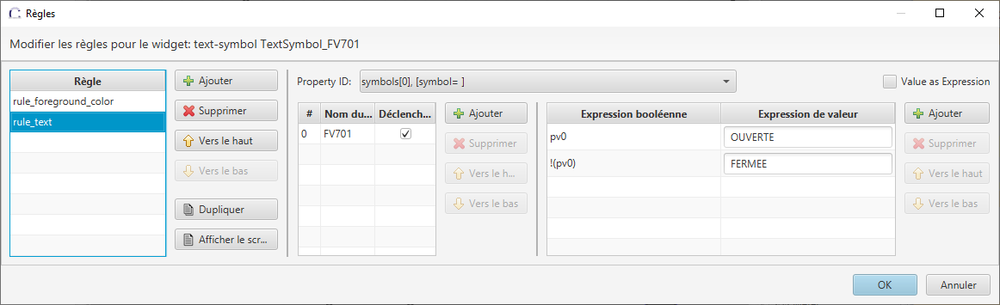 Règles
Modifier les règles pour le widget: text-symbol TextSymbol_FV701
Règle
rule_foreground_color
rule_text
Ajouter
Supprimer
Vers le haut
Vers le bas
Dupliquer
Afficher le scr...
Property ID: symbols[0], [symbol= ]
Value as Expression
# Nom du... Déclench...
0 FV701
Ajouter
Supprimer
Vers le h...
Vers le bas
Expression booléenne Expression de valeur
pv0 OUVERTE
!(pv0) FERMEE
Ajouter
Supprimer
Vers le haut
Vers le bas
OK Annuler